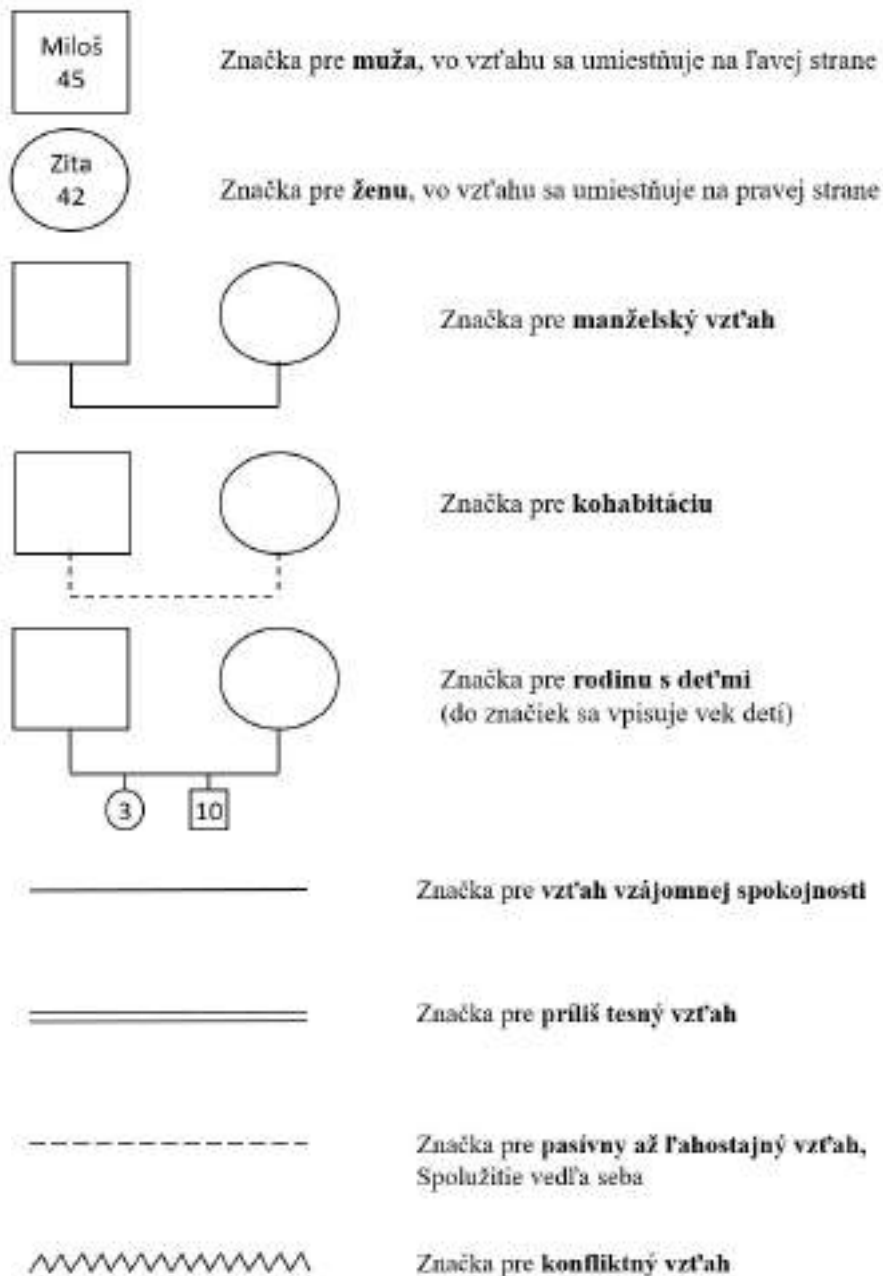 Miloš
45
Značka pre muža, vo vzťahu sa umiestňuje na ľavej strane
Zita
42
Značka pre ženu, vo vzťahu sa umiestňuje na pravej strane
Značka pre manželský vzťah
Značka pre kohabitáciu
Značka pre rodinu s deťmi
(do značiek sa vpisuje vek detí)
3
10
Značka pre vzťah vzájomnej spokojnosti
Značka pre príliš tesný vzťah
Značka pre pasívny až ľahostajný vzťah,
Spolužitie vedľa seba
Značka pre konfliktný vzťah